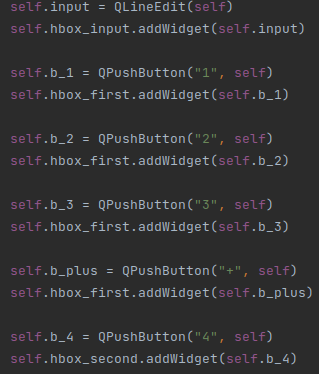 self.input = QLineEdit(self)
self.hbox_input.addWidget(self.input)
self.b_1 = QPushButton("1", self)
self.hbox_first.addWidget(self.b_1)
self.b_2 = QPushButton("2", self)
self.hbox_first.addWidget(self.b_2)
self.b_3 = QPushButton("3", self)
self.hbox_first.addWidget(self.b_3)
self.b_plus = QPushButton("+", self)
self.hbox_first.addWidget(self.b_plus)
self.b_4 = QPushButton("4", self)
self.hbox_second.addWidget(self.b_4)